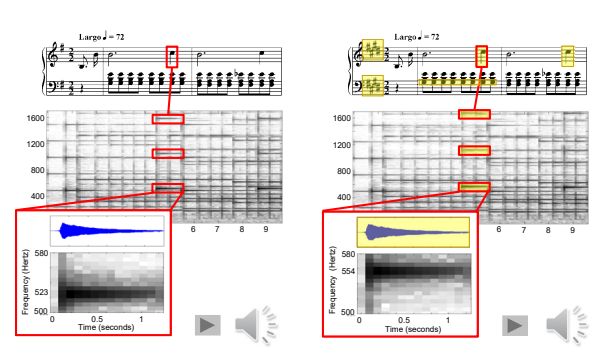 Largo ♩ = 72
1600
1200
800
400
6 7 8 9
580
523
500
Frequency (Hertz)
0 0.5 1
Time (seconds)
Largo ♩ = 72
1600
1200
800
400
6 7 8 9
580
554
500
Frequency (Hertz)
0 0.5 1
Time (seconds)